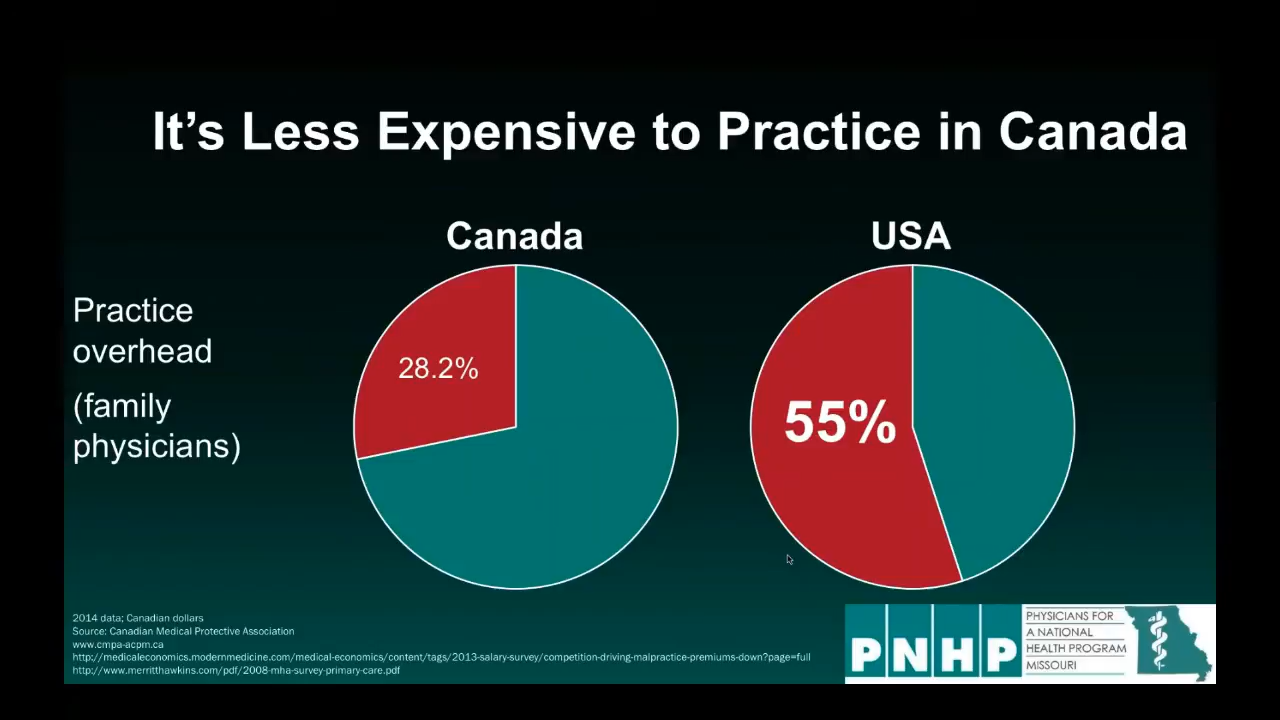 It's Less Expensive to Practice in Canada
Canada
USA
Practice
overhead
(family
physicians)
28.2%
55%
2014 data; Canadian dollars
Source: Canadian Medical Protective Association
www.cmpa-acpm.ca
http://medicaleconomics.modernmedicine.com/medical-economics/content/tags/2013-salary-survey/competition-driving-malpractice-premiums-down?page=full
http://www.merritthawkins.com/pdf/2008-mha-survey-primary-care.pdf
PNHP
PHYSICIANS FOR
A NATIONAL
HEALTH PROGRAM
MISSOURI